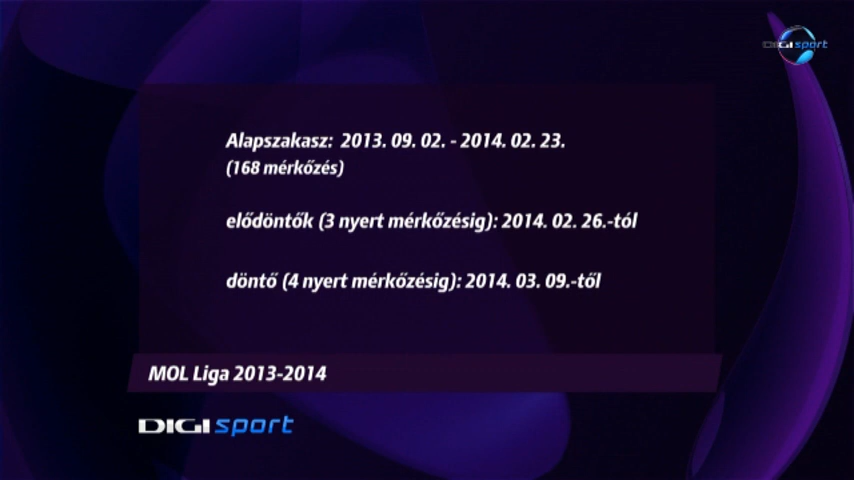 DIGI sport
Alapszakasz: 2013. 09. 02. - 2014. 02. 23.
(168 mérkőzés)
elődöntők (3 nyert mérkőzésig): 2014. 02. 26.-tól
döntő (4 nyert mérkőzésig): 2014. 03. 09.-től
MOL Liga 2013-2014
DIGI sport